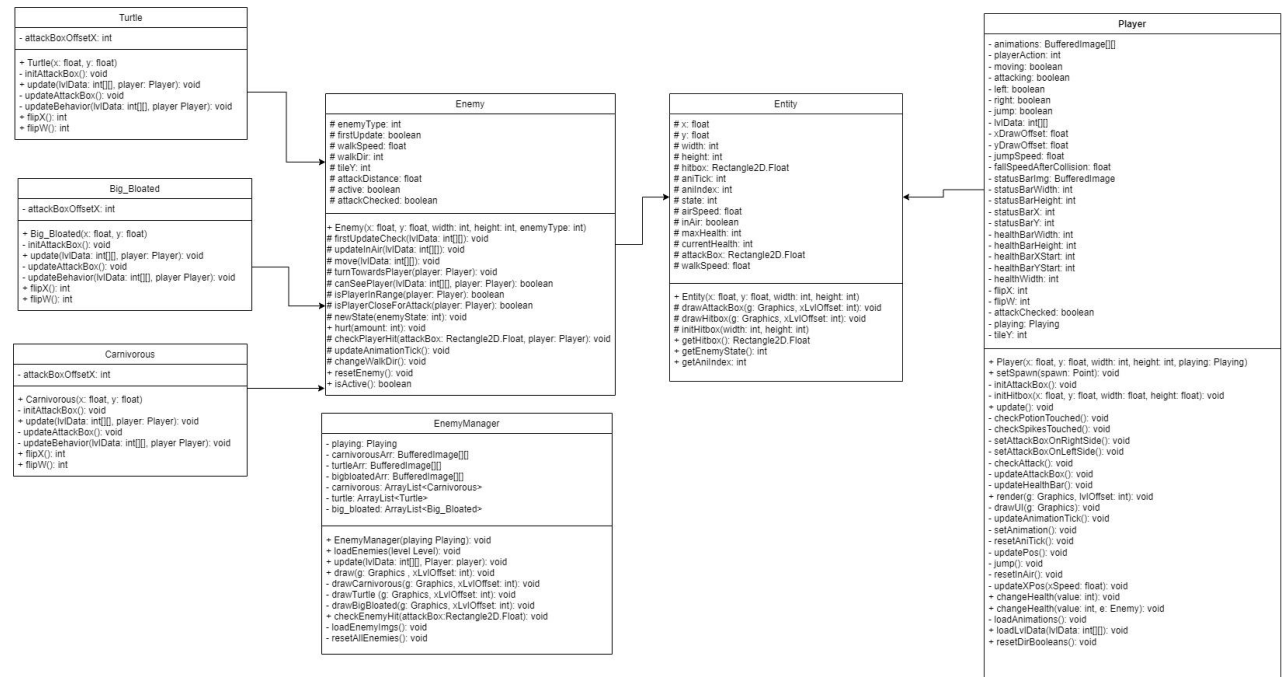 Turtle
- attackBoxOffsetX: int
+ Turtle(x: float, y: float)
- initAttackBox(): void
+ update(lvlData: int[][], player: Player): void
- updateAttackBox(): void
- updateBehavior(lvlData: int[][], player Player): void
+ flipX(): int
+ flipW(): int
Big_Bloated
- attackBoxOffsetX: int
+ Big_Bloated(x: float, y: float)
- initAttackBox(): void
+ update(lvlData: int[][], player: Player): void
- updateAttackBox(): void
- updateBehavior(lvlData: int[][], player Player): void
+ flipX(): int
+ flipW(): int
Carnivorous
- attackBoxOffsetX: int
+ Carnivorous(x: float, y: float)
- initAttackBox(): void
+ update(lvlData: int[][], player: Player): void
- updateAttackBox(): void
- updateBehavior(lvlData: int[][], player Player): void
+ flipX(): int
+ flipW(): int
Enemy
# enemyType: int
# firstUpdate: boolean
# walkSpeed: float
# walkDir: int
# tileY: int
# attackDistance: float
# active: boolean
# attackChecked: boolean
+ Enemy(x: float, y: float, width: int, height: int, enemyType: int)
# firstUpdateCheck(lvlData: int[][]): void
# updateInAir(lvlData: int[][]): void
# move(lvlData: int[][]): void
# turnTowardsPlayer(player: Player): void
# canSeePlayer(lvlData: int[][], player: Player): boolean
# isPlayerInRange(player: Player): boolean
# isPlayerCloseForAttack(player: Player): boolean
# newState(enemyState: int): void
+ hurt(amount: int): void
# checkPlayerHit(attackBox: Rectangle2D.Float, player: Player): void
# updateAnimationTick(): void
# changeWalkDir(): void
+ resetEnemy(): void
+ isActive(): boolean
EnemyManager
- playing: Playing
- carnivorousArr: BufferedImage[][]
- turtleArr: BufferedImage[][]
- bigbloatedArr: BufferedImage[][]
- carnivorous: ArrayList<Carnivorous>
- turtle: ArrayList<Turtle>
- big_bloated: ArrayList<Big_Bloated>
+ EnemyManager(playing Playing): void
+ loadEnemies(level Level): void
+ update(lvlData: int[][], Player: player): void
+ draw(g: Graphics , xLvlOffset: int): void
- drawCarnivorous(g: Graphics, xLvlOffset: int): void
- drawTurtle (g: Graphics, xLvlOffset: int): void
- drawBigBloated(g: Graphics, xLvlOffset: int): void
+ checkEnemyHit(attackBox:Rectangle2D.Float): void
- loadEnemyImgs(): void
- resetAllEnemies(): void
Entity
# x: float
# y: float
# width: int
# height: int
# hitbox: Rectangle2D.Float
# aniTick: int
# aniIndex: int
# state: int
# airSpeed: float
# inAir: boolean
# maxHealth: int
# currentHealth: int
# attackBox: Rectangle2D.Float
# walkSpeed: float
+ Entity(x: float, y: float, width: int, height: int)
# drawAttackBox(g: Graphics, xLvlOffset: int): void
# drawHitbox(g: Graphics, xLvlOffset: int): void
# initHitbox(width: int, height: int)
+ getHitbox(): Rectangle2D.Float
+ getEnemyState(): int
+ getAniIndex: int
Player
- animations: BufferedImage[][]
- playerAction: int
- moving: boolean
- attacking: boolean
- left: boolean
- right: boolean
- jump: boolean
- lvlData: int[][]
- xDrawOffset: float
- yDrawOffset: float
- jumpSpeed: float
- fallSpeedAfterCollision: float
- statusBarImg: BufferedImage
- statusBarWidth: int
- statusBarHeight: int
- statusBarX: int
- statusBarY: int
- healthBarWidth: int
- healthBarHeight: int
- healthBarXStart: int
- healthBarYStart: int
- healthWidth: int
- flipX: int
- flipW: int
- attackChecked: boolean
- playing: Playing
- tileY: int
+ Player(x: float, y: float, width: int, height: int, playing: Playing)
+ setSpawn(spawn: Point): void
- initAttackBox(): void
- initHitbox(x: float, y: float, width: float, height: float): void
+ update(): void
- checkPotionTouched(): void
- checkSpikesTouched(): void
- setAttackBoxOnRightSide(): void
- setAttackBoxOnLeftSide(): void
- checkAttack(): void
- updateAttackBox(): void
- updateHealthBar(): void
+ render(g: Graphics, lvlOffset: int): void
- drawUI(g: Graphics): void
- updateAnimationTick(): void
- setAnimation(): void
- resetAniTick(): void
- updatePos(): void
- jump(): void
- resetInAir(): void
- updateXPos(xSpeed: float): void
+ changeHealth(value: int): void
+ changeHealth(value: int, e: Enemy): void
- loadAnimations(): void
+ loadLvlData(lvlData: int[][]): void
+ resetDirBooleans(): void